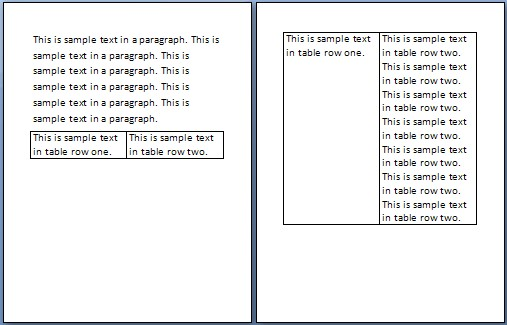 This is sample text in a paragraph. This is
sample text in a paragraph. This is
sample text in a paragraph. This is
sample text in a paragraph. This is
sample text in a paragraph. This is
sample text in a paragraph.
This is sample text
in table row one.
This is sample text
in table row two.
This is sample text
in table row one.
This is sample text
in table row two.
This is sample text
in table row two.
This is sample text
in table row two.
This is sample text
in table row two.
This is sample text
in table row two.
This is sample text
in table row two.
This is sample text
in table row two.